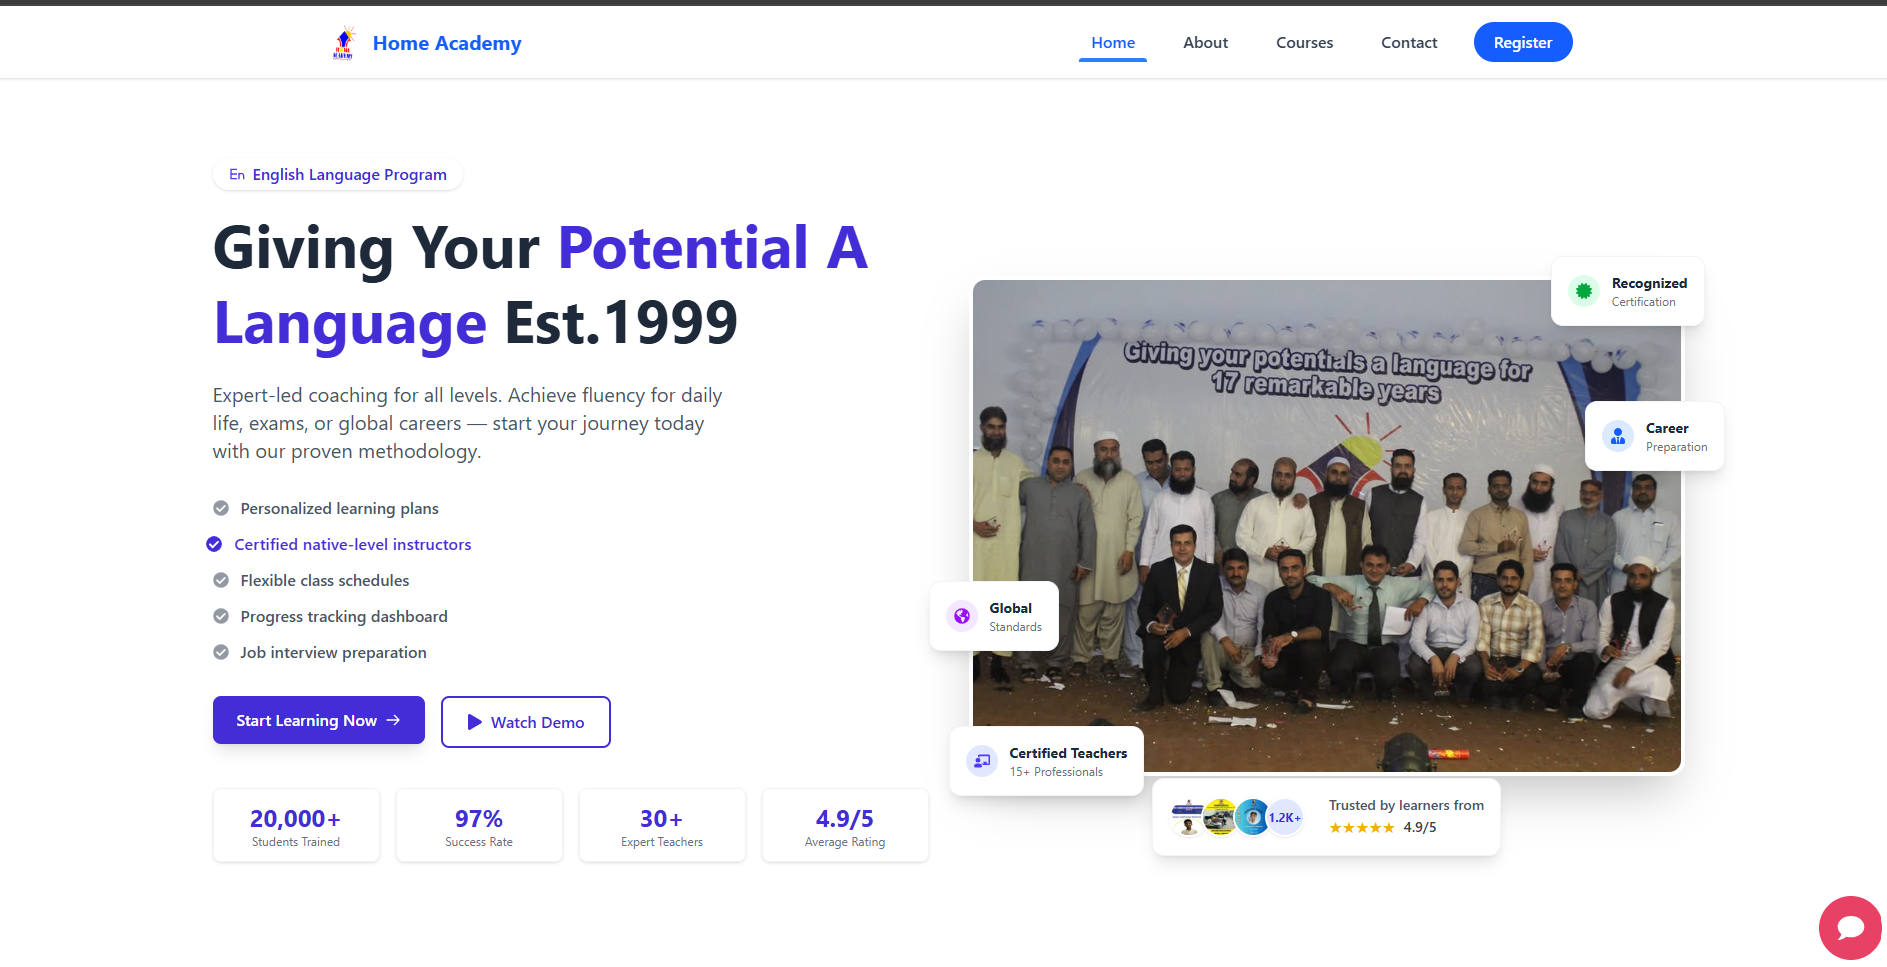 Home Academy
Home
About
Courses
Contact
Register
En English Language Program
Giving Your Potential A
Language Est.1999
Expert-led coaching for all levels. Achieve fluency for daily
life, exams, or global careers — start your journey today
with our proven methodology.
Personalized learning plans
Certified native-level instructors
Flexible class schedules
Progress tracking dashboard
Job interview preparation
Start Learning Now →
Watch Demo
20,000+
Students Trained
97%
Success Rate
30+
Expert Teachers
4.9/5
Average Rating
Giving your potentials a language for
17 remarkable years
Recognized
Certification
Career
Preparation
Global
Standards
Certified Teachers
15+ Professionals
1.2K+
Trusted by learners from
★★★★★ 4.9/5